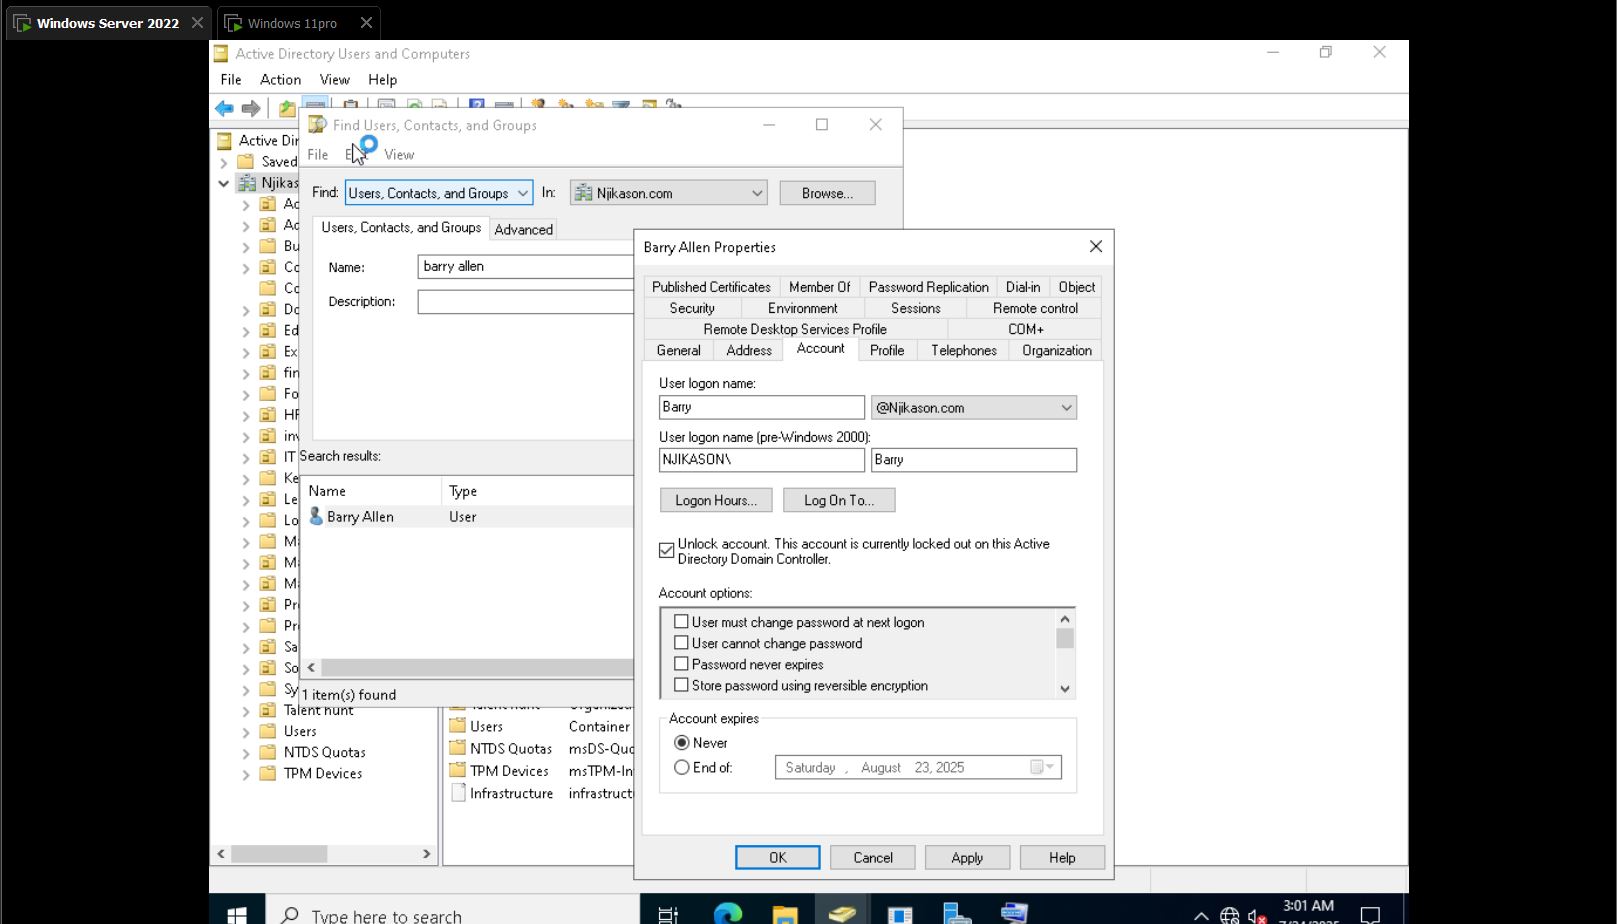 Windows Server 2022
Windows 11pro
Active Directory Users and Computers
File Action View Help
Find Users, Contacts, and Groups
File View
Find: Users, Contacts, and Groups In: Njikason.com Browse...
Users, Contacts, and Groups Advanced
Name: barry allen
Description:
Search results:
Name Type
Barry Allen User
1 item(s) found
Active Dir
Saved
Njikas
Ac
Ac
Bu
Co
Co
Do
Ed
Ex
fin
Fo
HF
inv
IT
Ke
Le
Lo
Ma
Ma
Ma
Pr
Pr
Sa
So
Sy
Talent hunt
Users
NTDS Quotas
TPM Devices
Users Container
NTDS Quotas msDS-Quo
TPM Devices msTPM-In
Infrastructure infrastruct
Barry Allen Properties
Published Certificates Member Of Password Replication Dial-in Object
Security Environment Sessions Remote control
Remote Desktop Services Profile COM+
General Address Account Profile Telephones Organization
User logon name:
Barry @Njikason.com
User logon name (pre-Windows 2000):
NJIKASON\ Barry
Logon Hours... Log On To...
Unlock account. This account is currently locked out on this Active
Directory Domain Controller.
Account options:
User must change password at next logon
User cannot change password
Password never expires
Store password using reversible encryption
Account expires
Never
End of: Saturday , August 23, 2025
OK Cancel Apply Help
Type here to search
3:01 AM